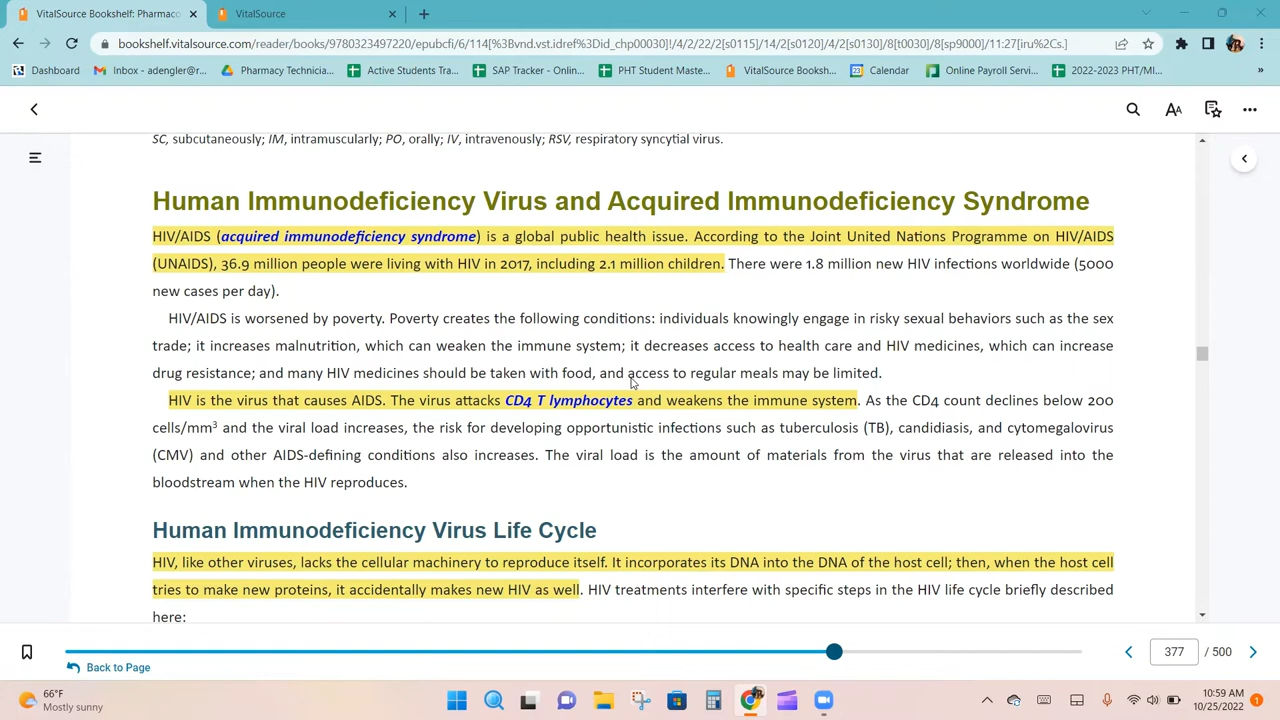 VitalSource Bookshelf: Pharmaco
VitalSource
bookshelf.vitalsource.com/reader/books/9780323497220/epubcfi/6/114[%3Bvnd.vst.idref%3Did_chp00030]!/4/2/22/2[s0115]/14/2[s0120]/4/2[s0130]/8[t0030]/8[sp9000]/11:27[iru%2Cs.]
Dashboard
Inbox - adengler@r...
Pharmacy Technicia...
Active Students Tra...
SAP Tracker - Onlin...
PHT Student Maste...
VitalSource Booksh...
23 Calendar
Online Payroll Servi...
2022-2023 PHT/MI...
»
AA
SC, subcutaneously; IM, intramuscularly; PO, orally; IV, intravenously; RSV, respiratory syncytial virus.
Human Immunodeficiency Virus and Acquired Immunodeficiency Syndrome
HIV/AIDS (acquired immunodeficiency syndrome) is a global public health issue. According to the Joint United Nations Programme on HIV/AIDS
(UNAIDS), 36.9 million people were living with HIV in 2017, including 2.1 million children. There were 1.8 million new HIV infections worldwide (5000
new cases per day).
HIV/AIDS is worsened by poverty. Poverty creates the following conditions: individuals knowingly engage in risky sexual behaviors such as the sex
trade; it increases malnutrition, which can weaken the immune system; it decreases access to health care and HIV medicines, which can increase
drug resistance; and many HIV medicines should be taken with food, and access to regular meals may be limited.
HIV is the virus that causes AIDS. The virus attacks CD4 T lymphocytes and weakens the immune system. As the CD4 count declines below 200
cells/mm³ and the viral load increases, the risk for developing opportunistic infections such as tuberculosis (TB), candidiasis, and cytomegalovirus
(CMV) and other AIDS-defining conditions also increases. The viral load is the amount of materials from the virus that are released into the
bloodstream when the HIV reproduces.
Human Immunodeficiency Virus Life Cycle
HIV, like other viruses, lacks the cellular machinery to reproduce itself. It incorporates its DNA into the DNA of the host cell; then, when the host cell
tries to make new proteins, it accidentally makes new HIV as well. HIV treatments interfere with specific steps in the HIV life cycle briefly described
here:
377 / 500
Back to Page
66°F
Mostly sunny
10:59 AM
10/25/2022
1